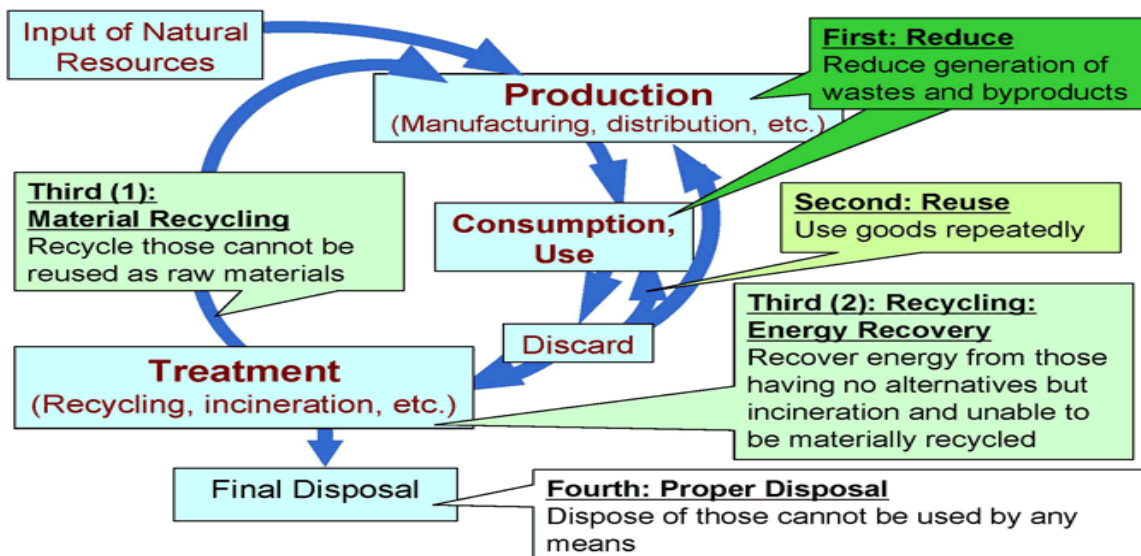 Input of Natural
Resources
First: Reduce
Reduce generation of
wastes and byproducts
Production
(Manufacturing, distribution, etc.)
Third (1):
Material Recycling
Recycle those cannot be
reused as raw materials
Consumption,
Use
Second: Reuse
Use goods repeatedly
Discard
Third (2): Recycling:
Energy Recovery
Recover energy from those
having no alternatives but
incineration and unable to
be materially recycled
Treatment
(Recycling, incineration, etc.)
Final Disposal
Fourth: Proper Disposal
Dispose of those cannot be used by any
means